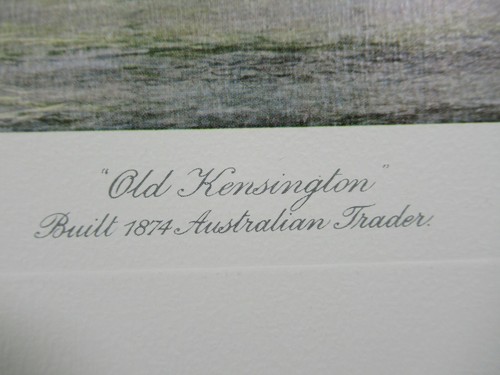 "Old Kensington"
Built 1874 Australian Trader.